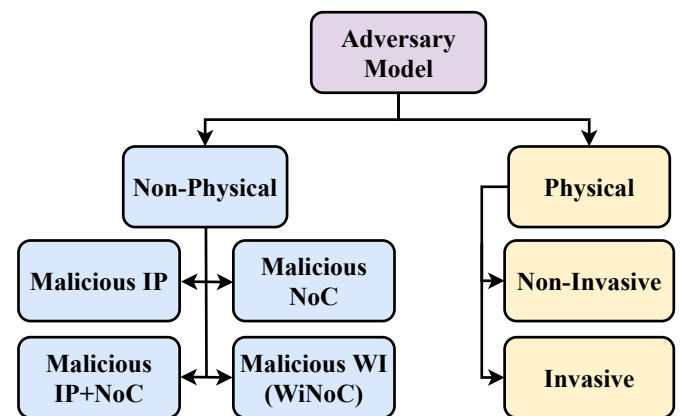 Adversary
Model
Non-Physical
Physical
Malicious IP
Malicious
NoC
Non-Invasive
Malicious
IP+NoC
Malicious WI
(WiNoC)
Invasive